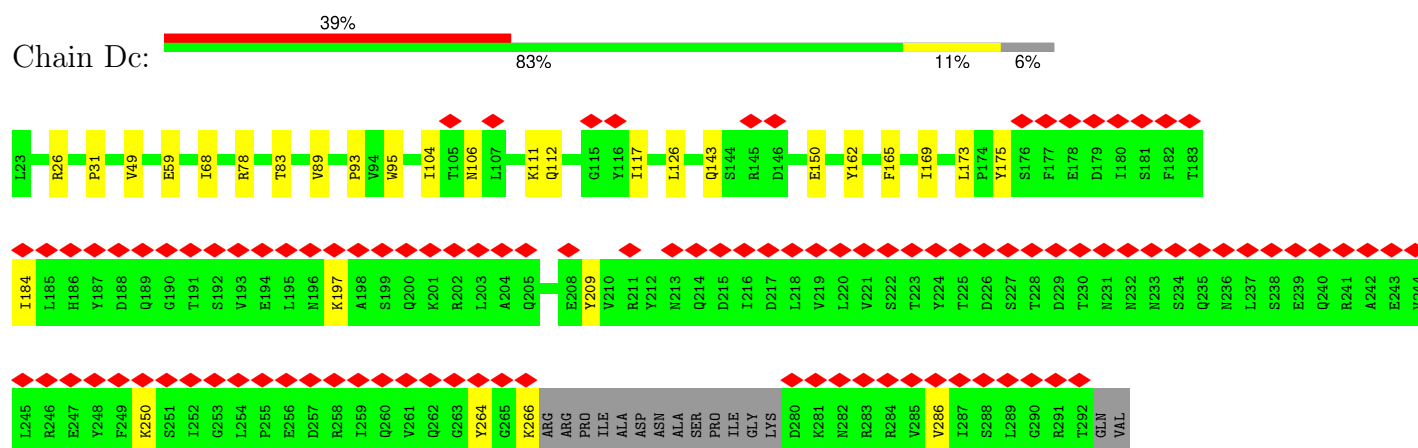 39%
Chain Dc:
83% 11% 6%
L23 R26 P31 V49 E59 I68 R78 T83 V89 P93 V94 W95 I104 T105 N106 L107 K111 Q112 G115 Y116 I117 L126 Q143 S144 R145 D146 E150 Y162 F165 I169 L173 P174 Y175 S176 F177 E178 D179 I180 S181 F182 T183
I184 L185 H186 Y187 D188 Q189 G190 T191 S192 V193 E194 L195 N196 K197 A198 S199 Q200 K201 R202 L203 A204 Q205 E208 Y209 V210 R211 Y212 N213 Q214 D215 I216 D217 L218 V219 L220 V221 S222 T223 Y224 T225 D226 S227 T228 D229 T230 N231 N232 N233 S234 Q235 N236 L237 S238 E239 Q240 R241 A242 E243
L245 R246 E247 Y248 F249 K250 S251 I252 G253 L254 P255 E256 D257 R258 I259 Q260 V261 Q262 G263 Y264 G265 K266 ARG ARG PRO ILE ALA ASP ASN ALA SER PRO ILE GLY LYS D280 K281 N282 R283 R284 V285 V286 I287 S288 L289 G290 R291 T292 GLN VAL